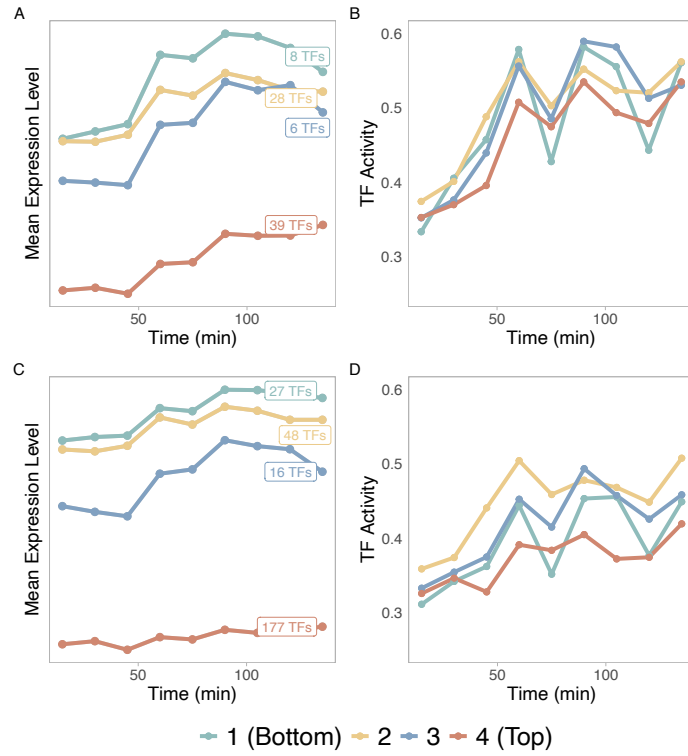 A
Mean Expression Level
8 TFs
28 TFs
6 TFs
39 TFs
50
100
Time (min)
B
TF Activity
0.6
0.5
0.4
0.3
50
100
Time (min)
C
Mean Expression Level
27 TFs
48 TFs
16 TFs
177 TFs
50
100
Time (min)
D
TF Activity
0.6
0.5
0.4
0.3
50
100
Time (min)
1 (Bottom) 2 3 4 (Top)